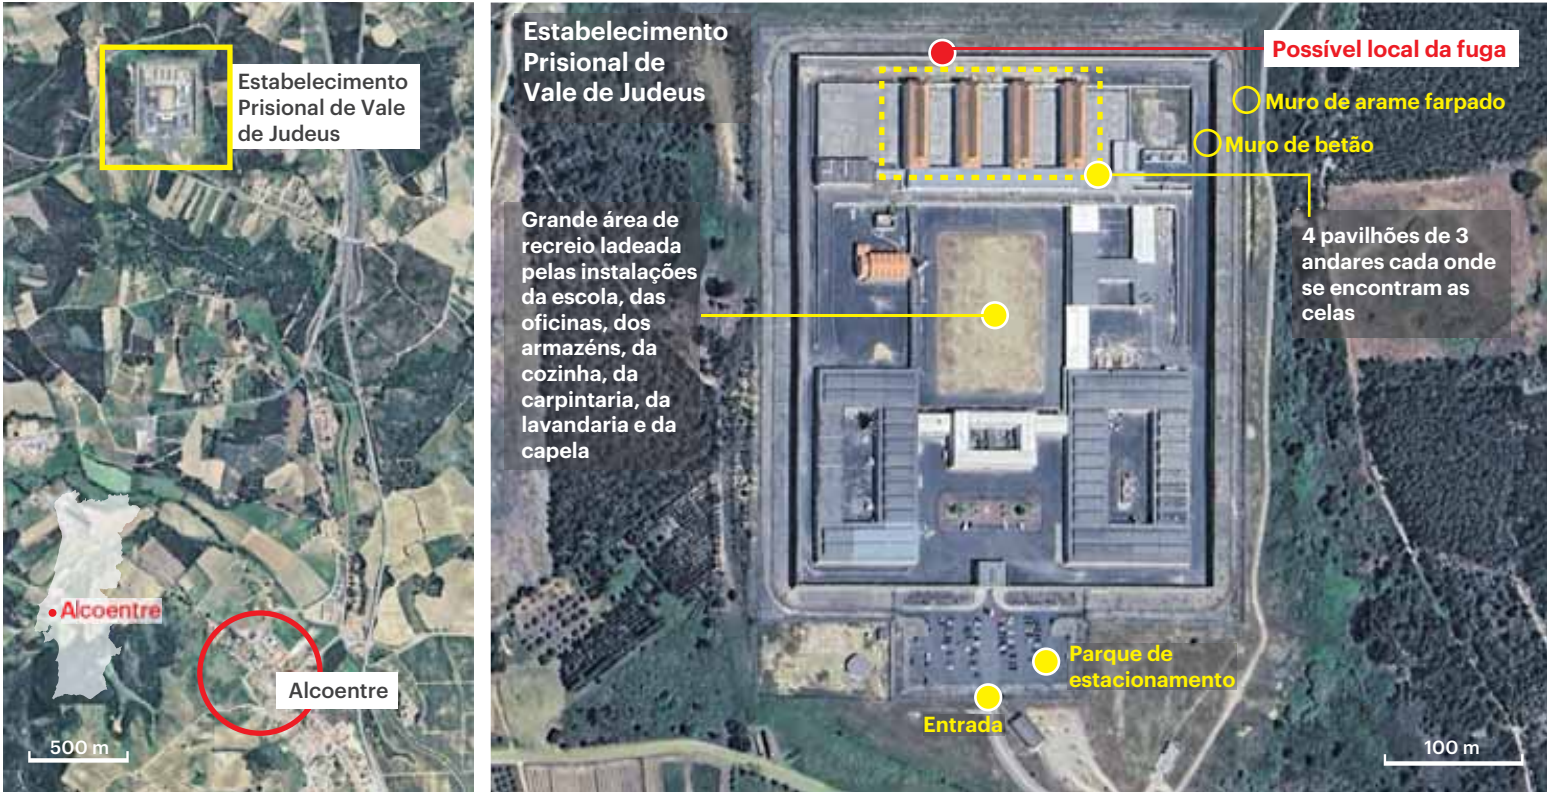 Estabelecimento
Prisional de Vale
de Judeus
Alcoentre
Alcoentre
500 m
Estabelecimento
Prisional de
Vale de Judeus
Possível local da fuga
Muro de arame farpado
Muro de betão
4 pavilhões de 3
andares cada onde
se encontram as
celas
Grande área de
recreio ladeada
pelas instalações
da escola, das
oficinas, dos
armazéns, da
cozinha, da
carpintaria, da
lavandaria e da
capela
Parque de
estacionamento
Entrada
100 m